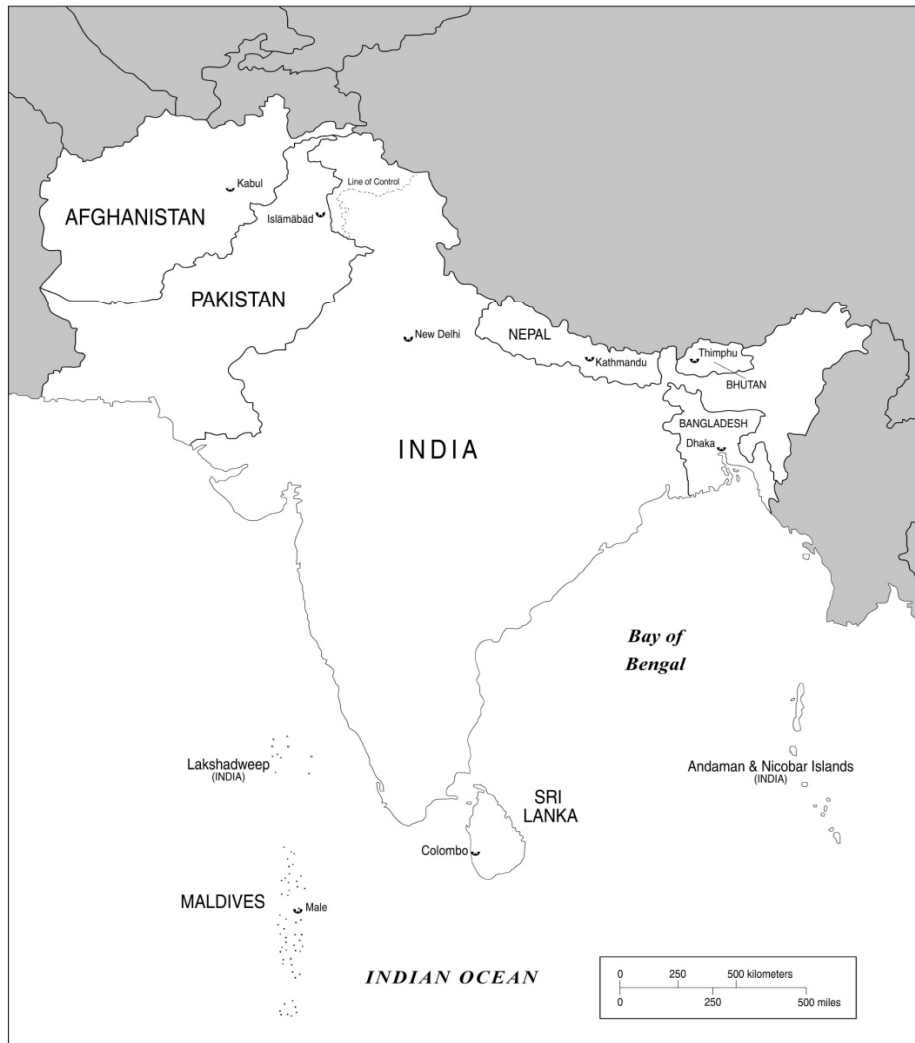 Line of Control
Kabul
AFGHANISTAN
Islāmābād
PAKISTAN
New Delhi
NEPAL
Kathmandu
Thimphu
BHUTAN
BANGLADESH
Dhaka
INDIA
Bay of
Bengal
Lakshadweep
(INDIA)
Andaman & Nicobar Islands
(INDIA)
SRI
LANKA
Colombo
MALDIVES
Male
INDIAN OCEAN
0 250 500 kilometers
0 250 500 miles